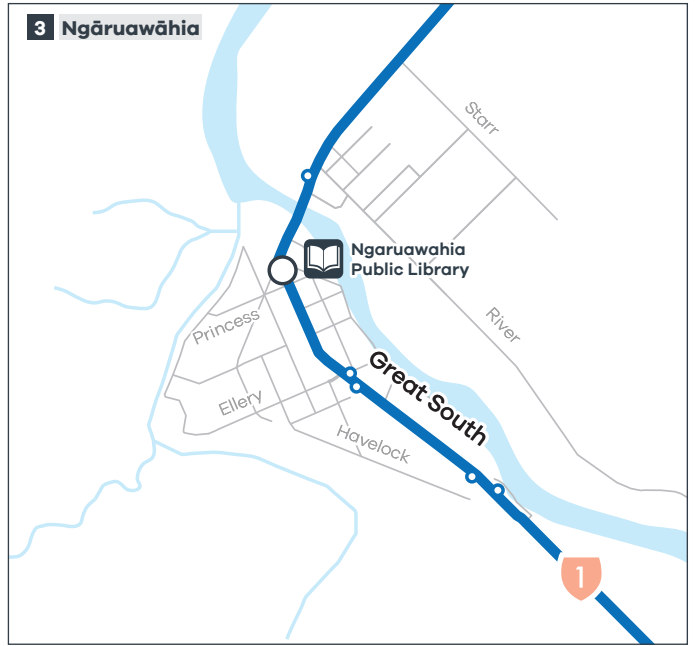 3 Ngāruawāhia
Starr
Ngaruawahia
Public Library
Princess
River
Great South
Ellery
Havelock
1